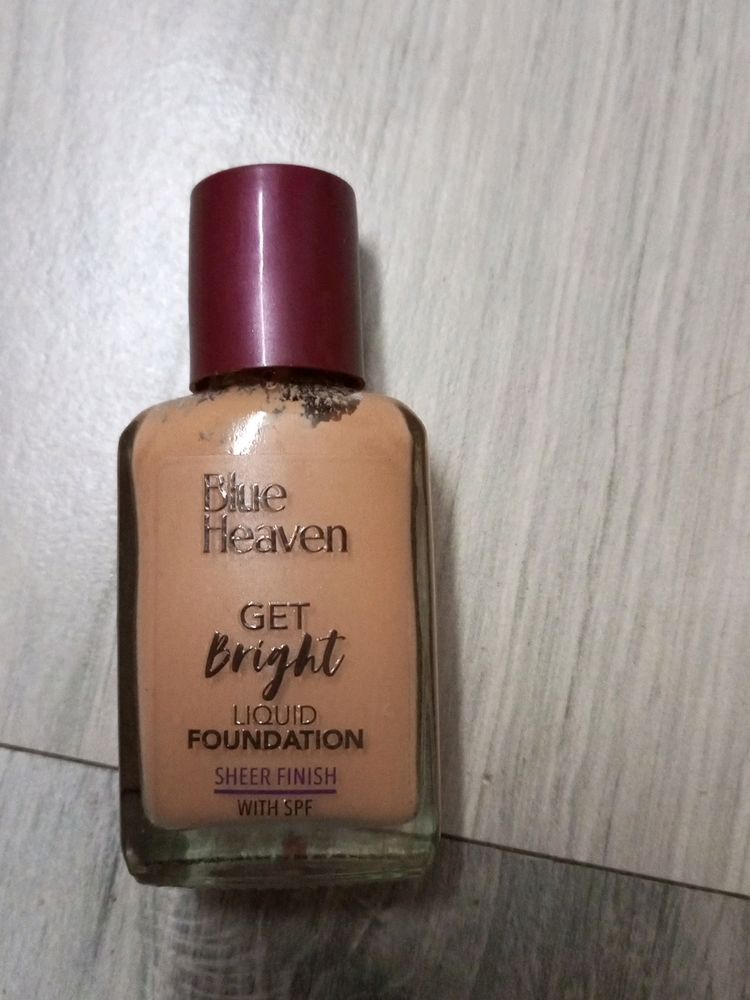 Blue
Heaven
GET
Bright
LIQUID
FOUNDATION
SHEER FINISH
WITH SPF